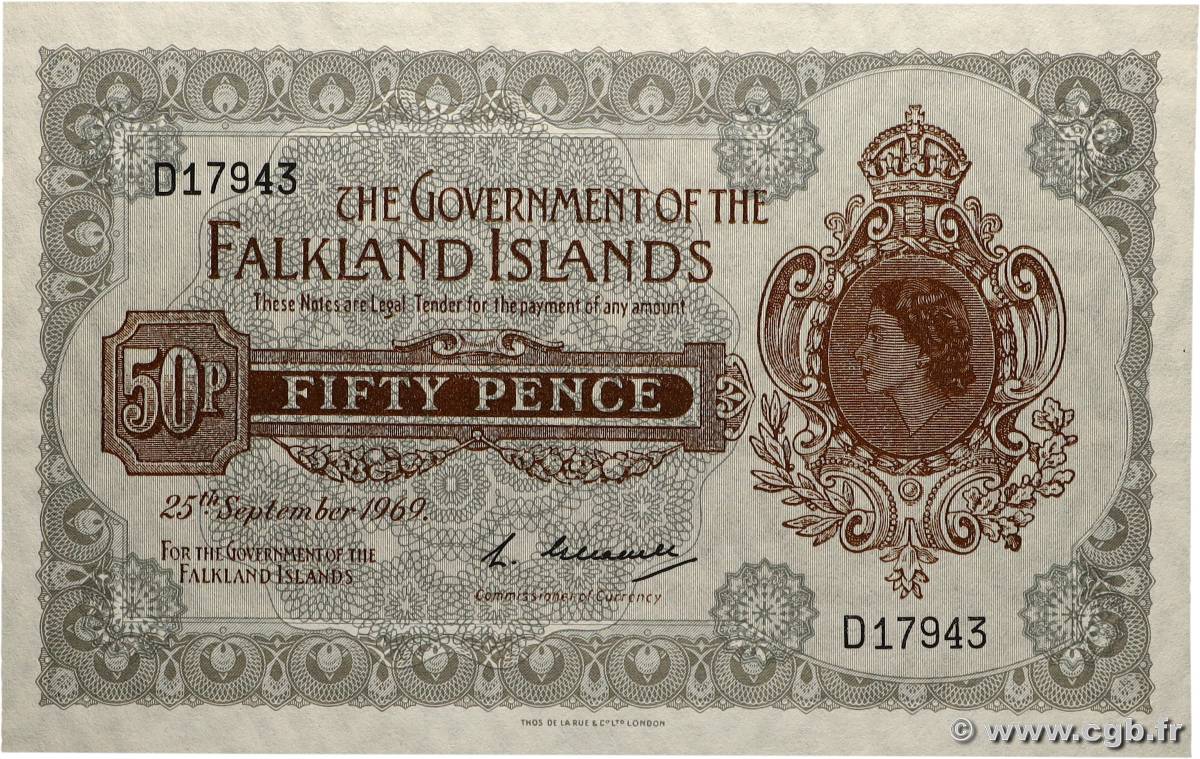 D17943
THE GOVERNMENT OF THE
FALKLAND ISLANDS
These Notes are Legal Tender for the payment of any amount
50P
FIFTY PENCE
25th September 1969.
FOR THE GOVERNMENT OF THE
FALKLAND ISLANDS
Commissioner of Currency
D17943
THOS DE LA RUE & Co LTD LONDON
© www.cgb.fr